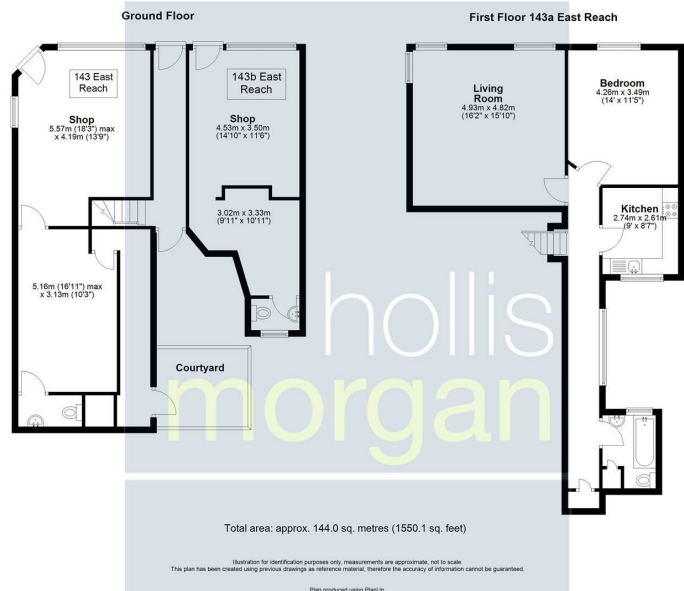 Ground Floor
First Floor 143a East Reach
143 East
Reach
Shop
5.57m (18'3") max
x 4.19m (13'9")
143b East
Reach
Shop
4.53m x 3.50m
(14'10" x 11'6")
3.02m x 3.33m
(9'11" x 10'11")
5.16m (16'11") max
x 3.13m (10'3")
Courtyard
Living
Room
4.93m x 4.82m
(16'2" x 15'10")
Bedroom
4.26m x 3.49m
(14' x 11'5")
Kitchen
2.74m x 2.61m
(9' x 8'7")
hollis
morgan
Total area: approx. 144.0 sq. metres (1550.1 sq. feet)
Illustration for identification purposes only, measurements are approximate, not to scale.
This plan has been created using previous drawings as reference material, therefore the accuracy of information cannot be guaranteed.
Plan produced using PlanUp.